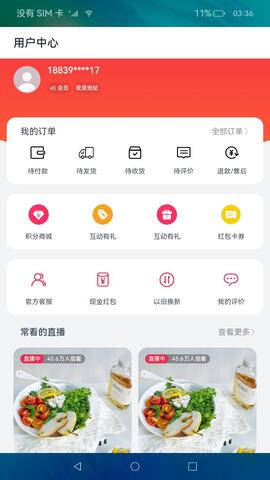 没有 SIM 卡
11%
03:36
用户中心
18839****17
v0 会员 收货地址
我的订单 全部订单 >
待付款 待发货 待收货 待评价 退款/售后
积分商城 互动有礼 互动有礼 红包卡券
官方客服 现金红包 以旧换新 我的评价
常看的直播 查看更多 >
直播中 45.6万人观看 直播中 45.6万人观看